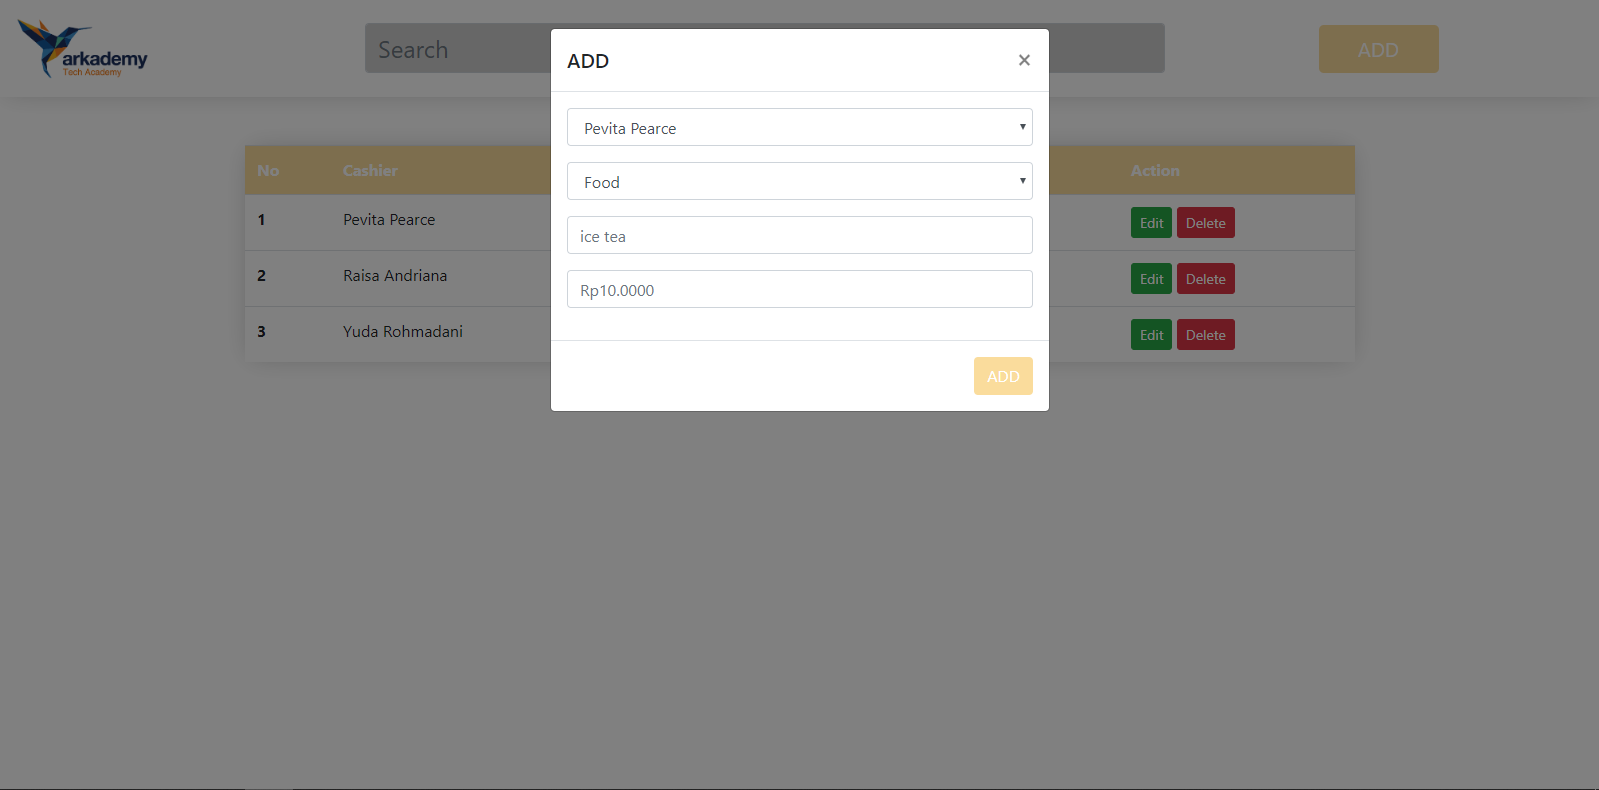 arkademy
Tech Academy
Search
ADD
ADD ×
Pevita Pearce
Food
ice tea
Rp10.0000
ADD
No Cashier Action
1 Pevita Pearce Edit Delete
2 Raisa Andriana Edit Delete
3 Yuda Rohmadani Edit Delete